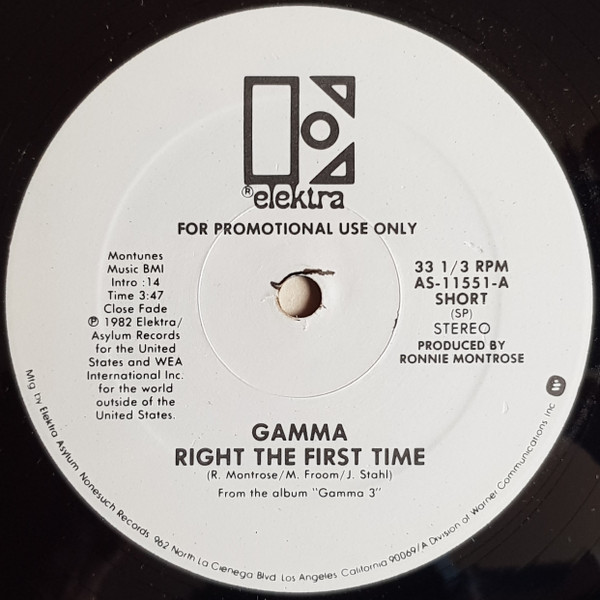 ® elektra
FOR PROMOTIONAL USE ONLY
Montunes
Music BMI
Intro :14
Time 3:47
Close Fade
℗ 1982 Elektra/
Asylum Records
for the United
States and WEA
International Inc.
for the world
outside of the
United States.
33 1/3 RPM
AS-11551-A
SHORT
(SP)
STEREO
PRODUCED BY
RONNIE MONTROSE
GAMMA
RIGHT THE FIRST TIME
(R. Montrose/M. Froom/J. Stahl)
From the album "Gamma 3"
Mfg by Elektra Asylum Nonesuch Records 962 North La Cienega Blvd Los Angeles California 90069/A Division of Warner Communications Inc